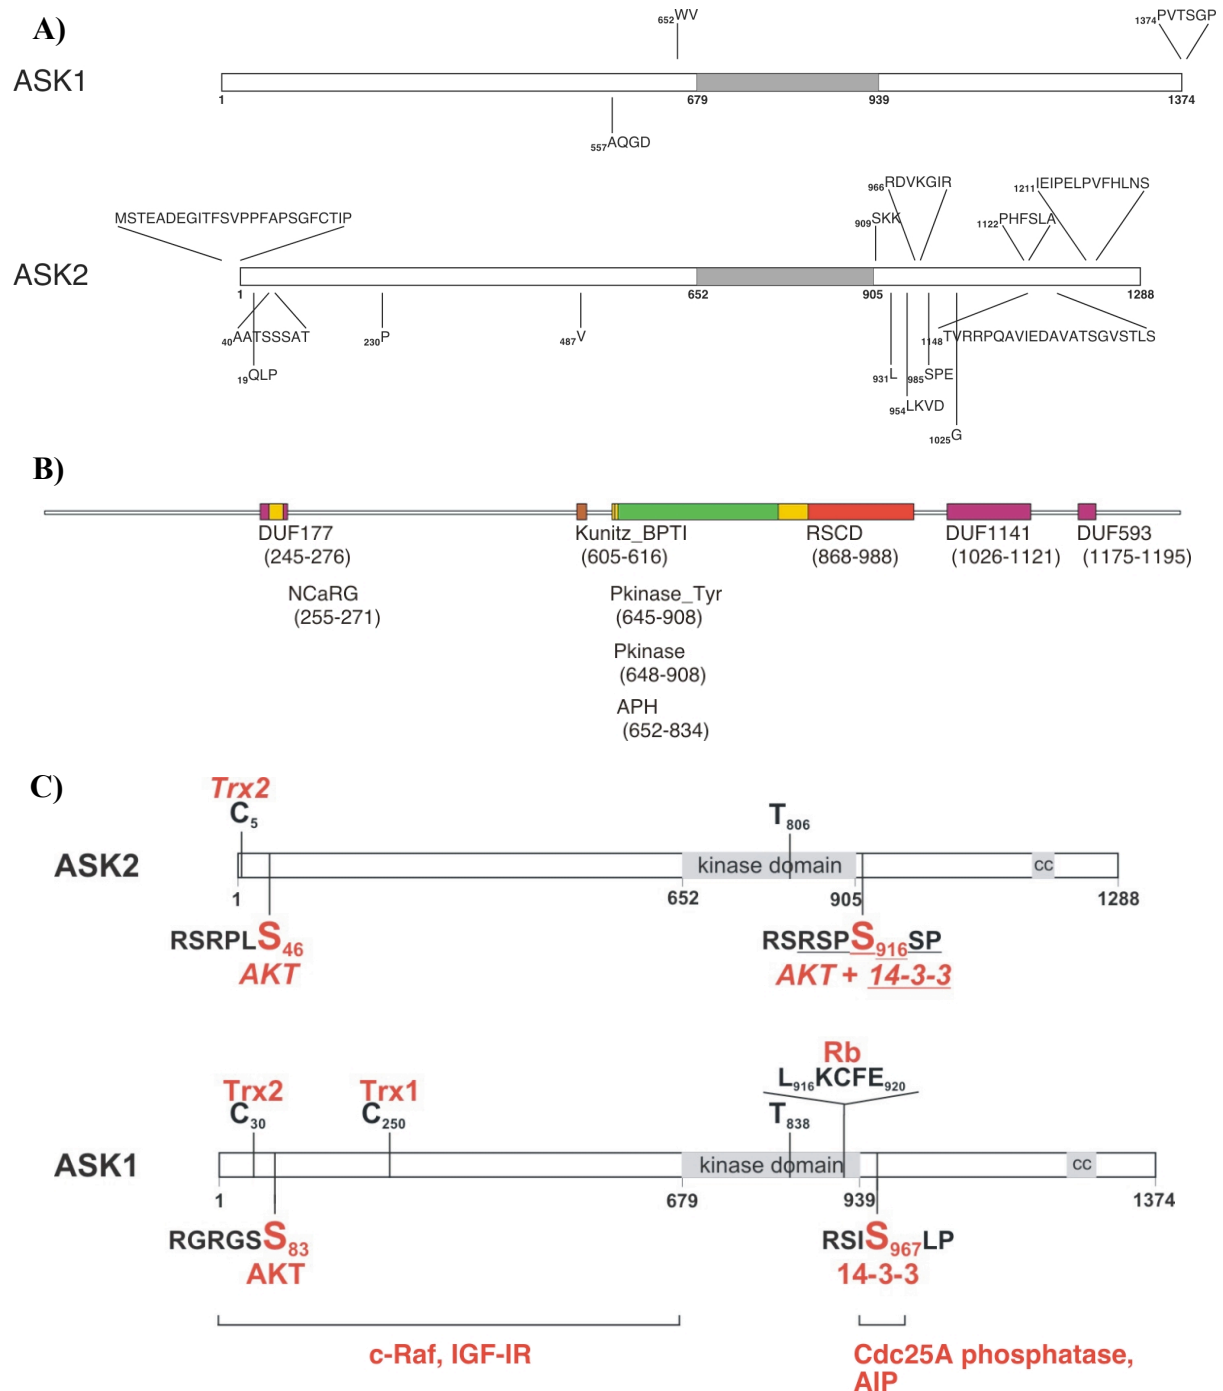 A)
652WV
1374PVTSGP
ASK1
1 679 939 1374
557AQGD
966RDVKGIR
1211IEIPELPVFHLNS
MSTEADEGITFSVPPFAPSGFCTIP
909SKK
1122PHFSLA
ASK2
1 652 905 1288
40AATSSSAT
230P
487V
1148TVRRPQAVIEDAVATSGVSTLS
19QLP
931L
985SPE
954LKVD
1025G
B)
DUF177 Kunitz_BPTI RSCD DUF1141 DUF593
(245-276) (605-616) (868-988) (1026-1121) (1175-1195)
NCaRG Pkinase_Tyr
(255-271) (645-908)
Pkinase
(648-908)
APH
(652-834)
C)
Trx2
C5
T806
ASK2
kinase domain
cc
1 652 905 1288
RSRPLS46
RSRSPS916SP
AKT
AKT + 14-3-3
Rb
L916KCFE920
Trx2 Trx1
C30 C250 T838
ASK1
kinase domain
cc
1 679 939 1374
RGRGSS83
RSIS967LP
AKT
14-3-3
c-Raf, IGF-IR
Cdc25A phosphatase,
AIP